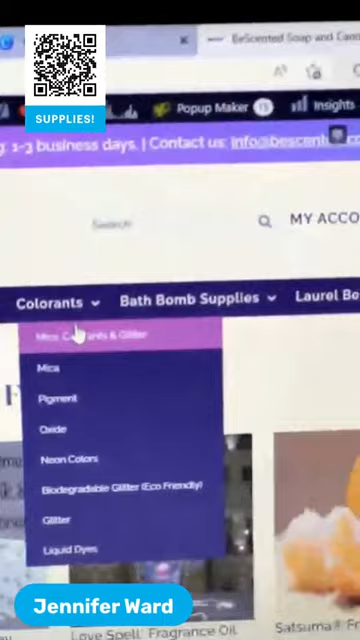 BeScented Soap and Can
SUPPLIES!
Popup Maker
Insights
g: 1-3 business days. | Contact us: info@bescent
Search
MY ACCO
Colorants
Bath Bomb Supplies
Laurel Bo
Mica, Colorants & Glitter
Mica
Pigment
Oxide
Neon Colors
Biodegradable Glitter (Eco Friendly)
Glitter
Liquid Dyes
Jennifer Ward
Love Spell* Fragrance Oil
Satsuma